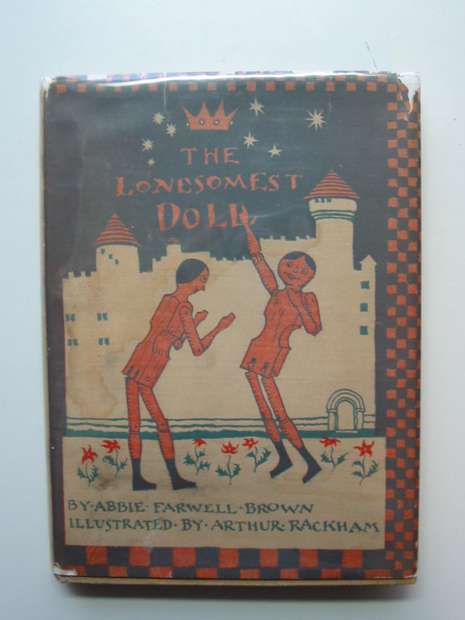 THE
LONESOMEST
DOLL
BY · ABBIE · FARWELL · BROWN
ILLUSTRATED · BY · ARTHUR · RACKHAM